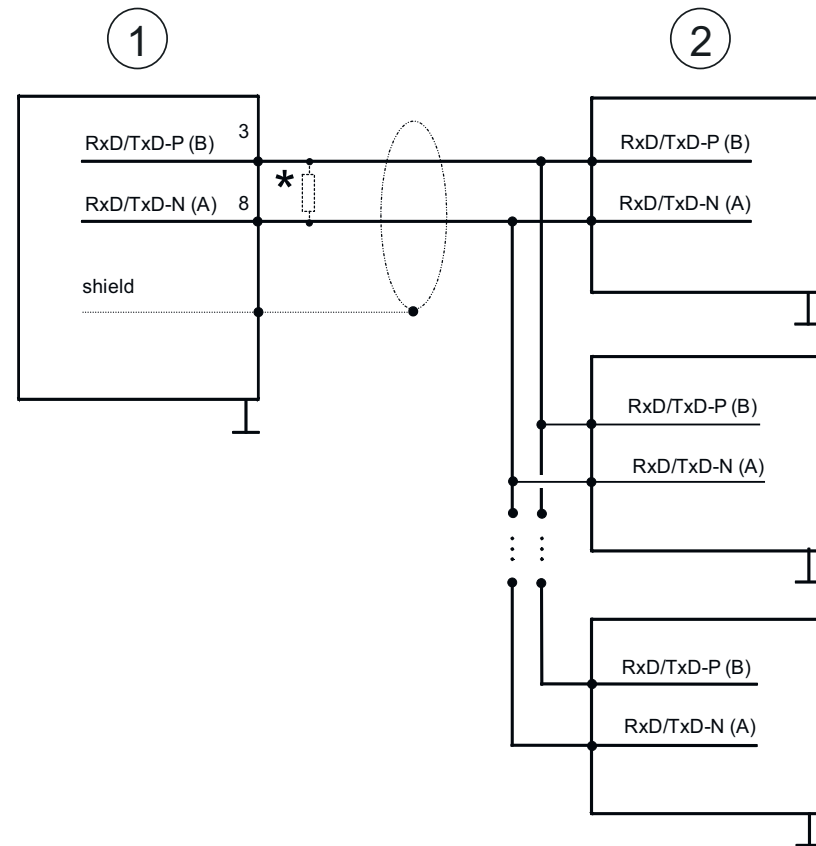 1
2
RxD/TxD-P (B) 3
RxD/TxD-N (A) 8
shield
RxD/TxD-P (B)
RxD/TxD-N (A)
RxD/TxD-P (B)
RxD/TxD-N (A)
RxD/TxD-P (B)
RxD/TxD-N (A)
*